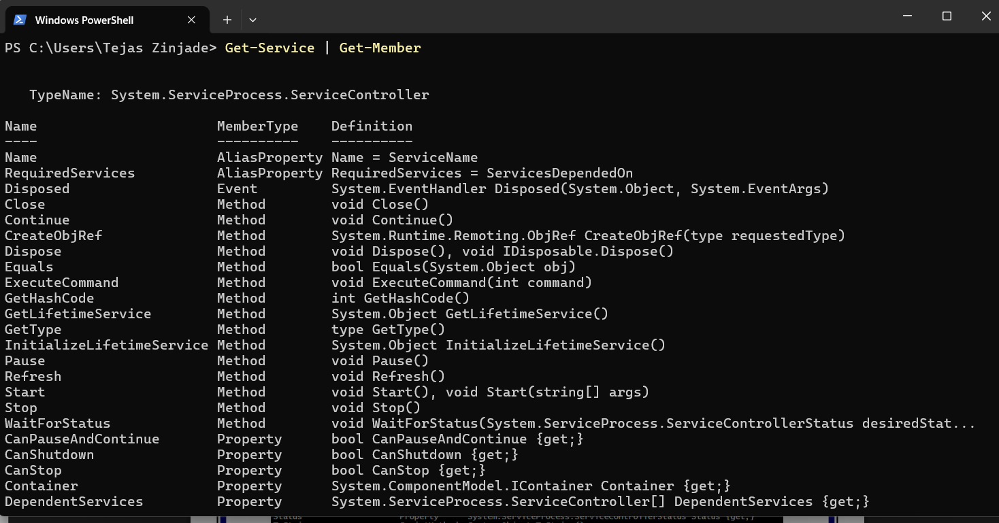 Windows PowerShell
PS C:\Users\Tejas Zinjade> Get-Service | Get-Member
TypeName: System.ServiceProcess.ServiceController
Name MemberType Definition
---- ---------- ----------
Name AliasProperty Name = ServiceName
RequiredServices AliasProperty RequiredServices = ServicesDependedOn
Disposed Event System.EventHandler Disposed(System.Object, System.EventArgs)
Close Method void Close()
Continue Method void Continue()
CreateObjRef Method System.Runtime.Remoting.ObjRef CreateObjRef(type requestedType)
Dispose Method void Dispose(), void IDisposable.Dispose()
Equals Method bool Equals(System.Object obj)
ExecuteCommand Method void ExecuteCommand(int command)
GetHashCode Method int GetHashCode()
GetLifetimeService Method System.Object GetLifetimeService()
GetType Method type GetType()
InitializeLifetimeService Method System.Object InitializeLifetimeService()
Pause Method void Pause()
Refresh Method void Refresh()
Start Method void Start(), void Start(string[] args)
Stop Method void Stop()
WaitForStatus Method void WaitForStatus(System.ServiceProcess.ServiceControllerStatus desiredStat...
CanPauseAndContinue Property bool CanPauseAndContinue {get;}
CanShutdown Property bool CanShutdown {get;}
CanStop Property bool CanStop {get;}
Container Property System.ComponentModel.IContainer Container {get;}
DependentServices Property System.ServiceProcess.ServiceController[] DependentServices {get;}
Status Property System.ServiceProcess.ServiceControllerStatus Status {get;}